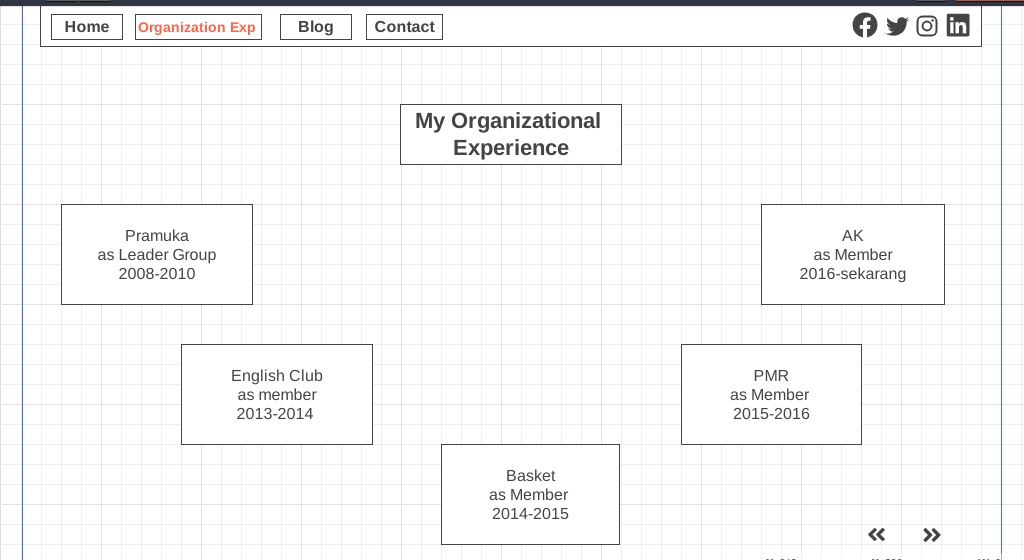 Home
Organization Exp
Blog
Contact
My Organizational
Experience
Pramuka
as Leader Group
2008-2010
AK
as Member
2016-sekarang
English Club
as member
2013-2014
PMR
as Member
2015-2016
Basket
as Member
2014-2015